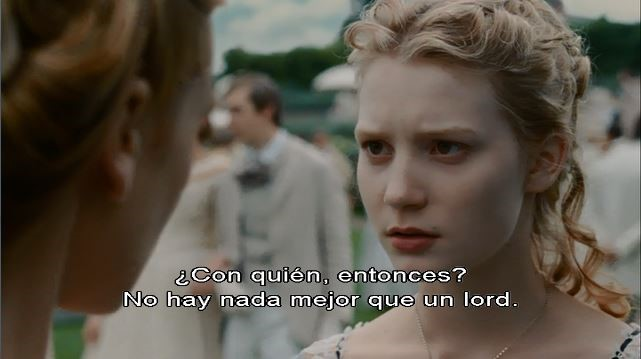 ¿Con quién, entonces?
No hay nada mejor que un lord.